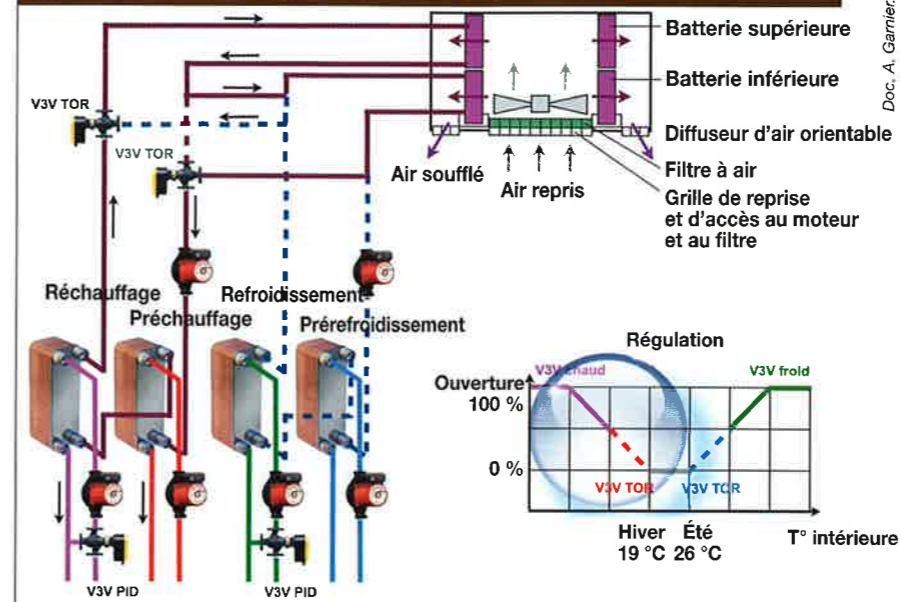 Doc. A. Garnier.
Batterie supérieure
Batterie inférieure
V3V TOR
Diffuseur d'air orientable
V3V TOR
Filtre à air
Air soufflé
Air repris
Grille de reprise
et d'accès au moteur
et au filtre
Réchauffage
Refroidissement
Préchauffage
Prérefroidissement
Régulation
V3V chaud
V3V froid
Ouverture
100 %
0 %
V3V TOR
V3V TOR
Hiver
19 °C
Été
26 °C
T° intérieure
V3V PID
V3V PID